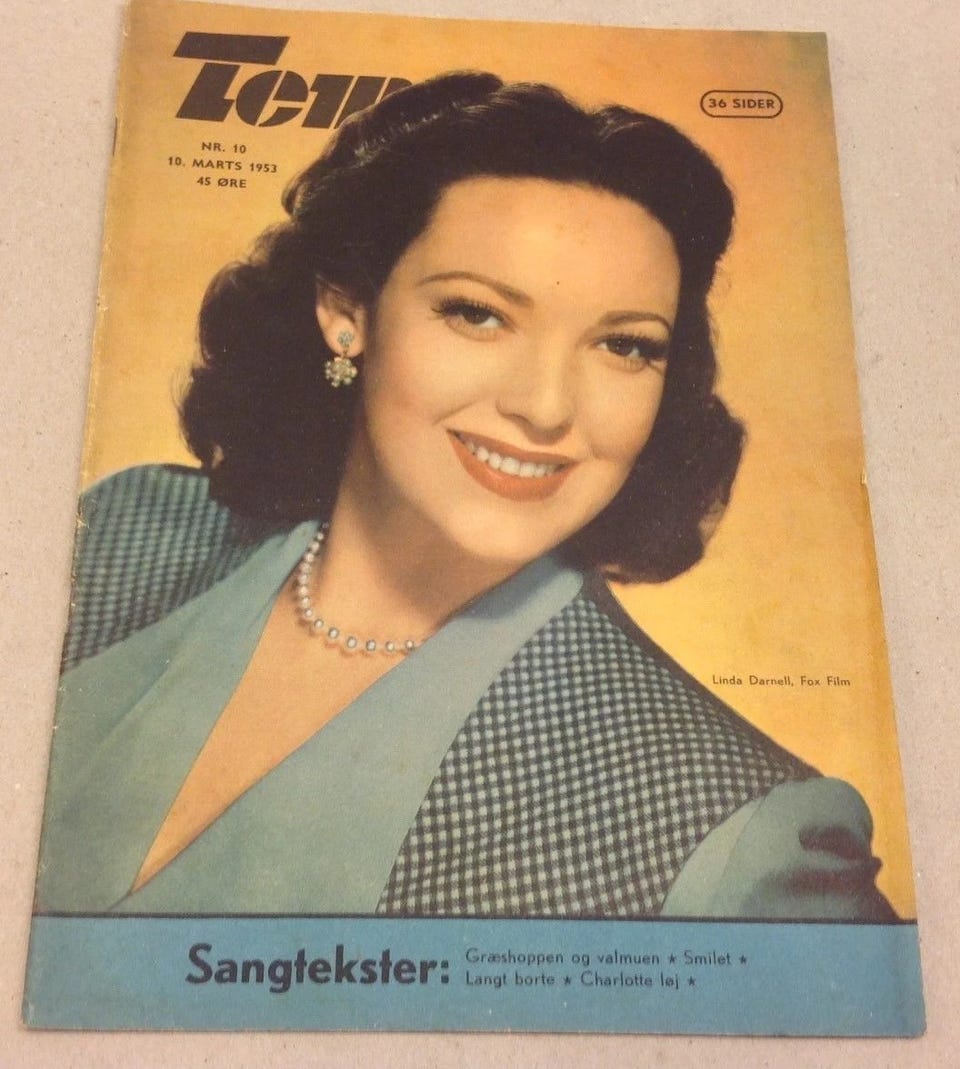 36 SIDER
NR. 10
10. MARTS 1953
45 ØRE
Linda Darnell, Fox Film
Sangtekster:
Græshoppen og valmuen ★ Smilet ★
Langt borte ★ Charlotte løj ★